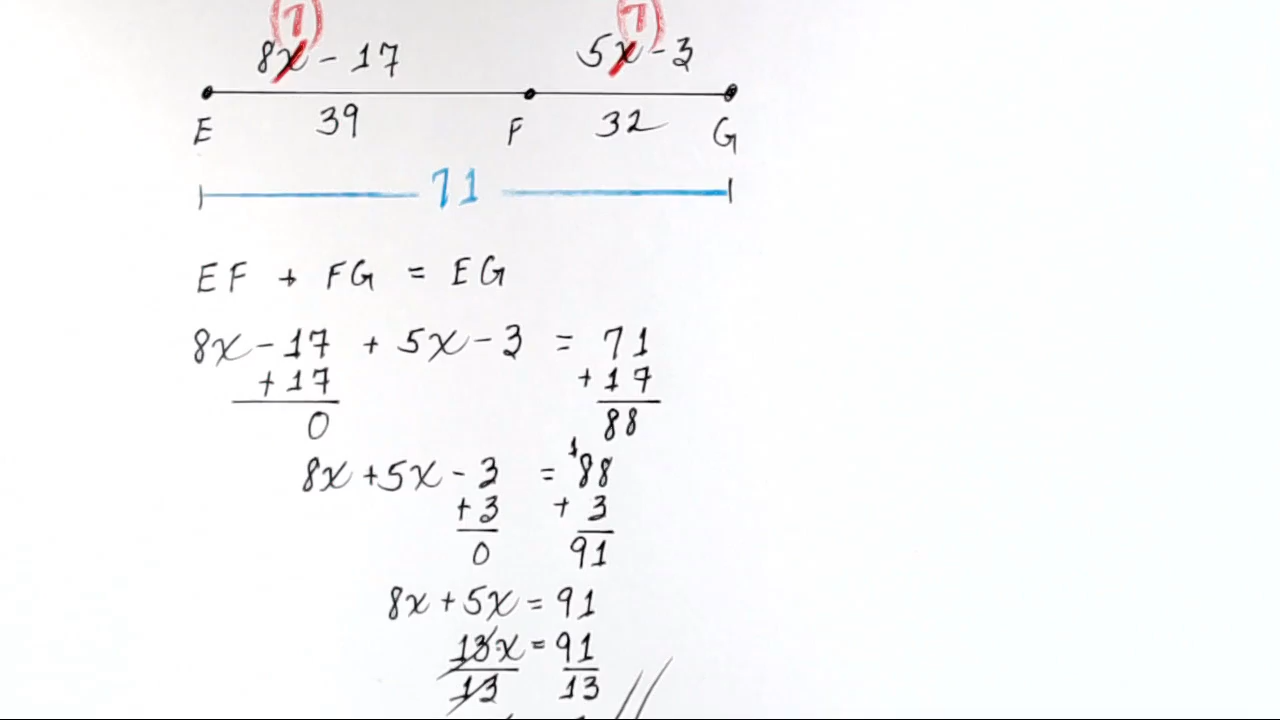 (7) (7)
8x - 17 5x - 3
39 32
E F G
71
EF + FG = EG
8x - 17 + 5x - 3 = 71
+ 17 + 17
0 88
8x + 5x - 3 = ¹88
+ 3 + 3
0 91
8x + 5x = 91
13x = 91
13 13